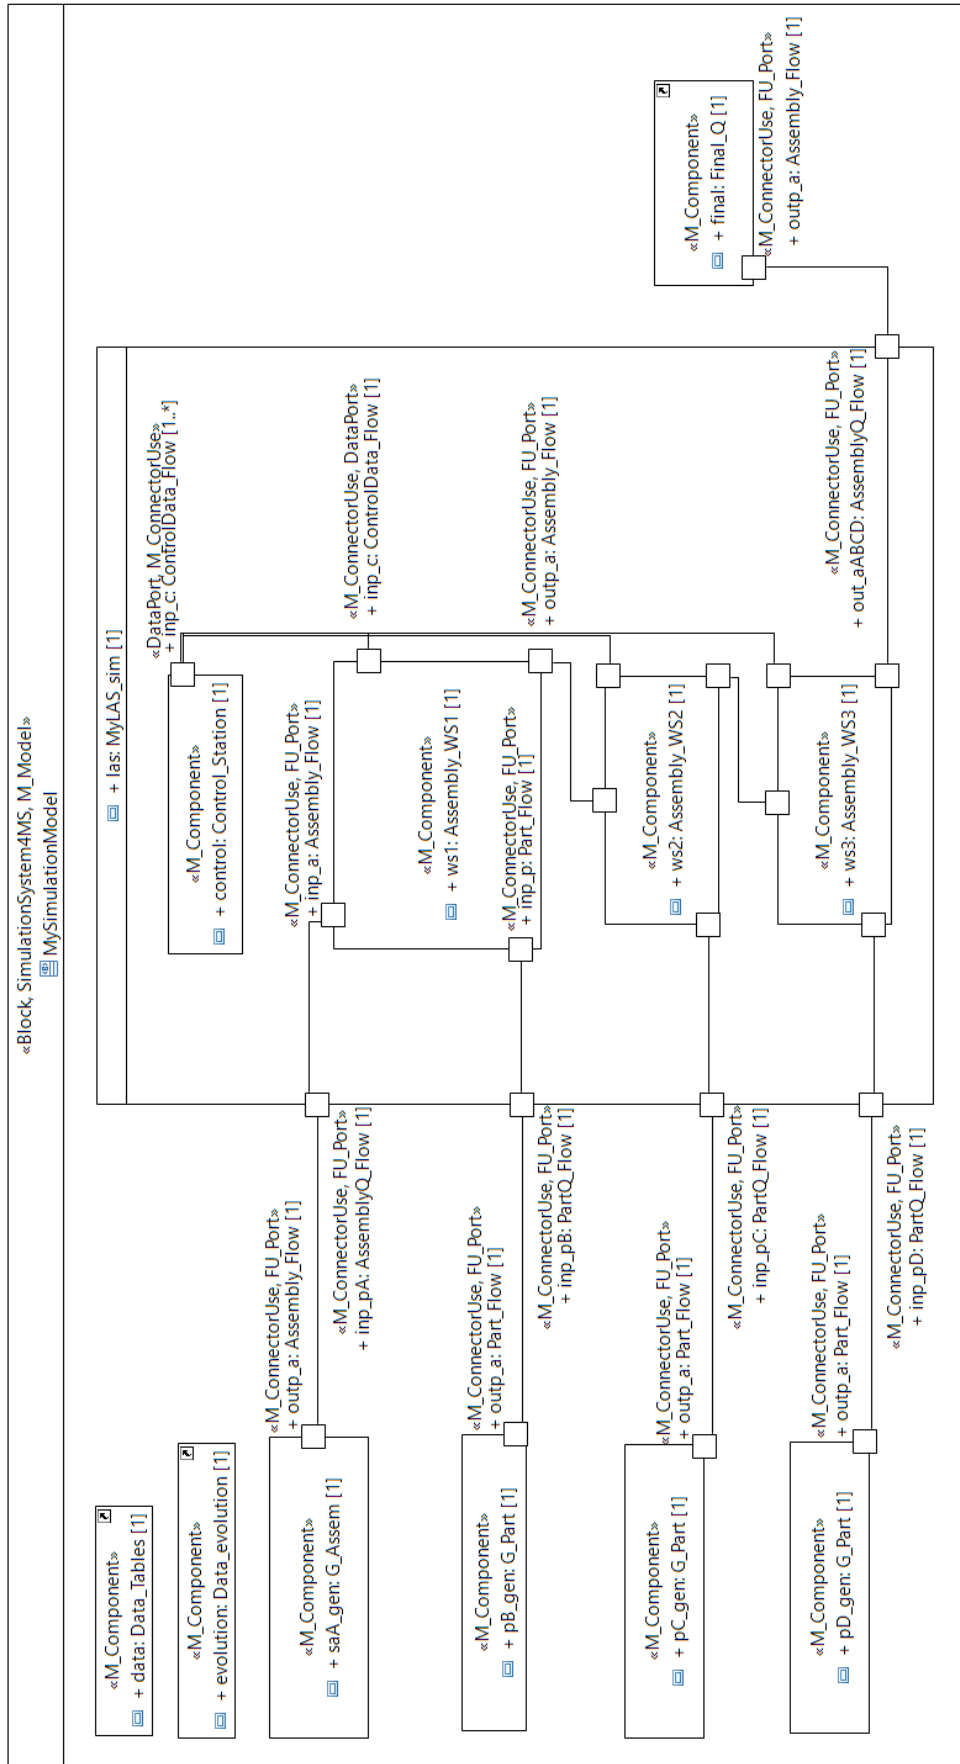 «Block, SimulationSystem4MS, M_Model»
MySimulationModel
«M_Component»
+ data: Data_Tables [1]
«M_Component»
+ evolution: Data_evolution [1]
«M_Component»
+ saA_gen: G_Assem [1]
«M_ConnectorUse, FU_Port»
+ outp_a: Assembly_Flow [1]
«M_ConnectorUse, FU_Port»
+ inp_pA: AssemblyQ_Flow [1]
«M_Component»
+ pB_gen: G_Part [1]
«M_ConnectorUse, FU_Port»
+ outp_a: Part_Flow [1]
«M_ConnectorUse, FU_Port»
+ inp_pB: PartQ_Flow [1]
«M_Component»
+ pC_gen: G_Part [1]
«M_ConnectorUse, FU_Port»
+ outp_a: Part_Flow [1]
«M_ConnectorUse, FU_Port»
+ inp_pC: PartQ_Flow [1]
«M_Component»
+ pD_gen: G_Part [1]
«M_ConnectorUse, FU_Port»
+ outp_a: Part_Flow [1]
«M_ConnectorUse, FU_Port»
+ inp_pD: PartQ_Flow [1]
+ las: MyLAS_sim [1]
«DataPort, M_ConnectorUse»
+ inp_c: ControlData_Flow [1..*]
«M_Component»
+ control: Control_Station [1]
«M_ConnectorUse, FU_Port»
+ inp_a: Assembly_Flow [1]
«M_ConnectorUse, DataPort»
+ inp_c: ControlData_Flow [1]
«M_Component»
+ ws1: Assembly_WS1 [1]
«M_ConnectorUse, FU_Port»
+ inp_p: Part_Flow [1]
«M_ConnectorUse, FU_Port»
+ outp_a: Assembly_Flow [1]
«M_Component»
+ ws2: Assembly_WS2 [1]
«M_Component»
+ ws3: Assembly_WS3 [1]
«M_ConnectorUse, FU_Port»
+ out_aABCD: AssemblyQ_Flow [1]
«M_Component»
+ final: Final_Q [1]
«M_ConnectorUse, FU_Port»
+ outp_a: Assembly_Flow [1]